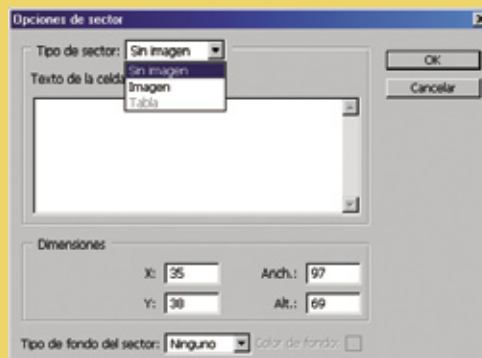 Opciones de sector
Tipo de sector: Sin imagen
Sin imagen
Imagen
Tabla
Texto de la celda
OK
Cancelar
Dimensiones
X: 35 Anch.: 97
Y: 38 Alt.: 69
Tipo de fondo del sector: Ninguno Color de fondo: